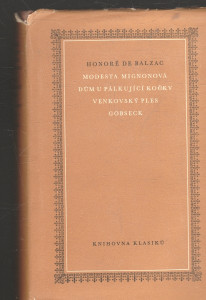 HONORÉ DE BALZAC
MODESTA MIGNONOVÁ
DŮM U PÁLKUJÍCÍ KOČKY
VENKOVSKÝ PLES
GOBSECK
KNIHOVNA KLASIKŮ